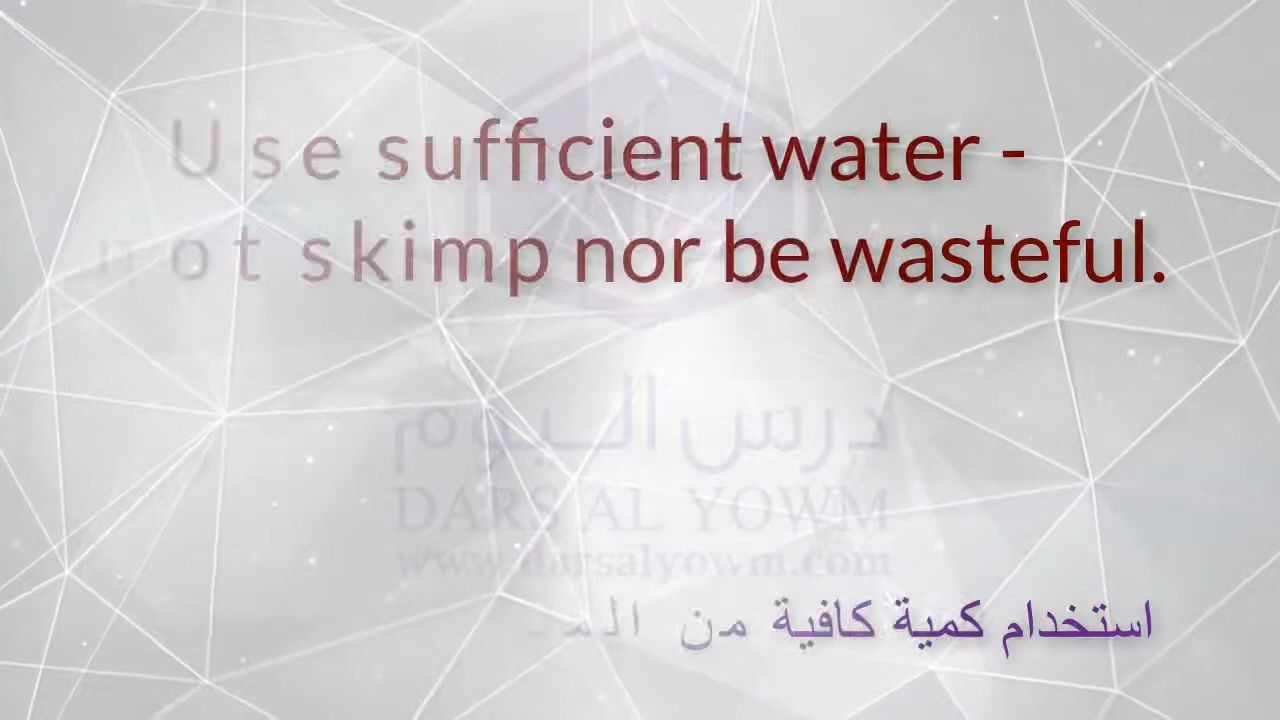 Use sufficient water -
not skimp nor be wasteful.
درس اليوم
DARS AL YOWM
www.darsalyowm.com
استخدام كمية كافية من